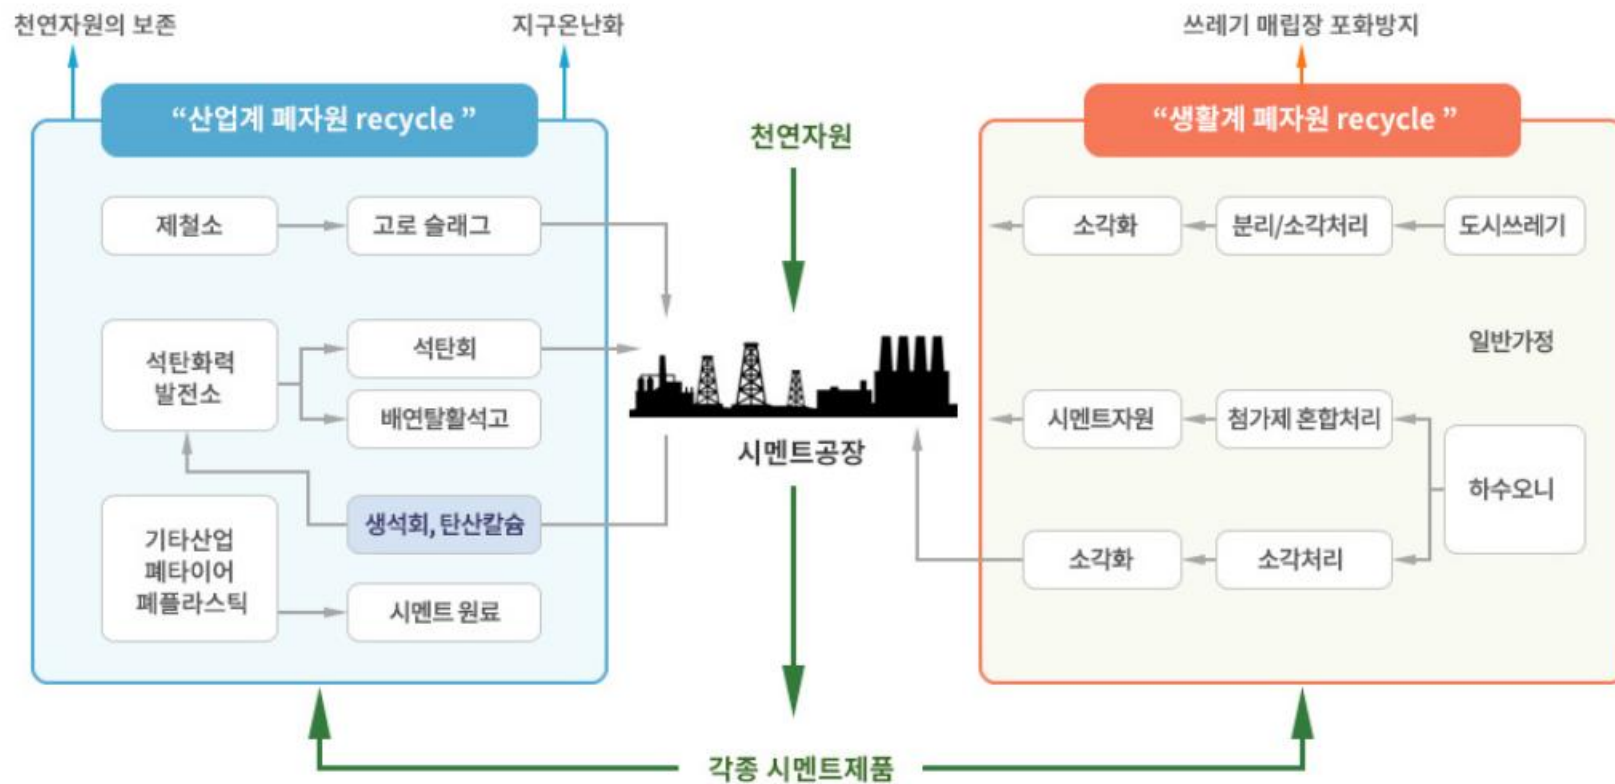 천연자원의 보존
지구온난화
쓰레기 매립장 포화방지
“산업계 폐자원 recycle ”
“생활계 폐자원 recycle ”
천연자원
제철소
고로 슬래그
소각화
분리/소각처리
도시쓰레기
석탄화력
발전소
석탄회
배연탈활석고
일반가정
시멘트공장
시멘트자원
첨가제 혼합처리
하수오니
생석회, 탄산칼슘
기타산업
폐타이어
폐플라스틱
시멘트 원료
소각화
소각처리
각종 시멘트제품